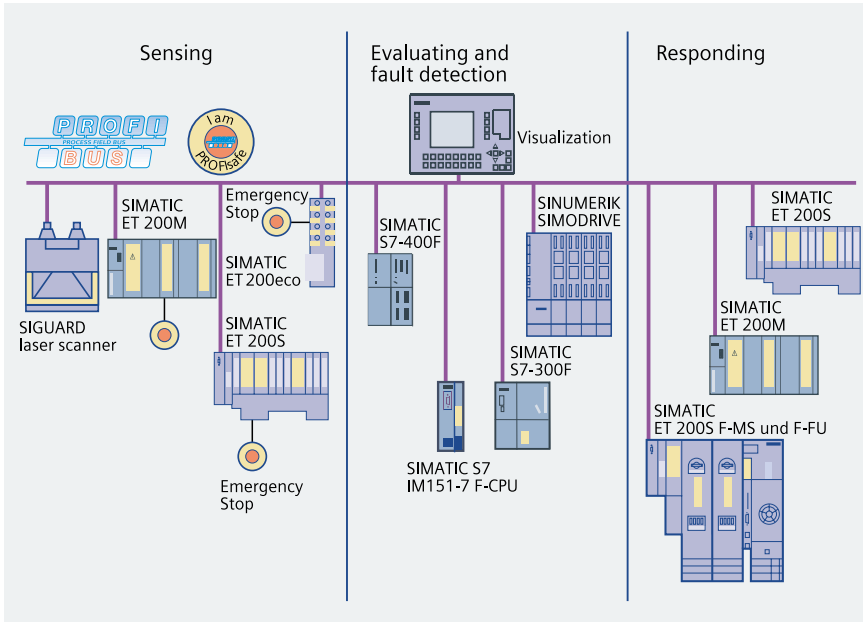 Sensing
Evaluating and
fault detection
Responding
PROFI
PROCESS FIELD BUS
BUS
I am
PROFIsafe
Visualization
Emergency
Stop
SIMATIC
ET 200M
SIMATIC
ET 200eco
SIGUARD
laser scanner
SIMATIC
ET 200S
Emergency
Stop
SIMATIC
S7-400F
SINUMERIK
SIMODRIVE
SIMATIC
S7-300F
SIMATIC S7
IM151-7 F-CPU
SIMATIC
ET 200S
SIMATIC
ET 200M
SIMATIC
ET 200S F-MS und F-FU